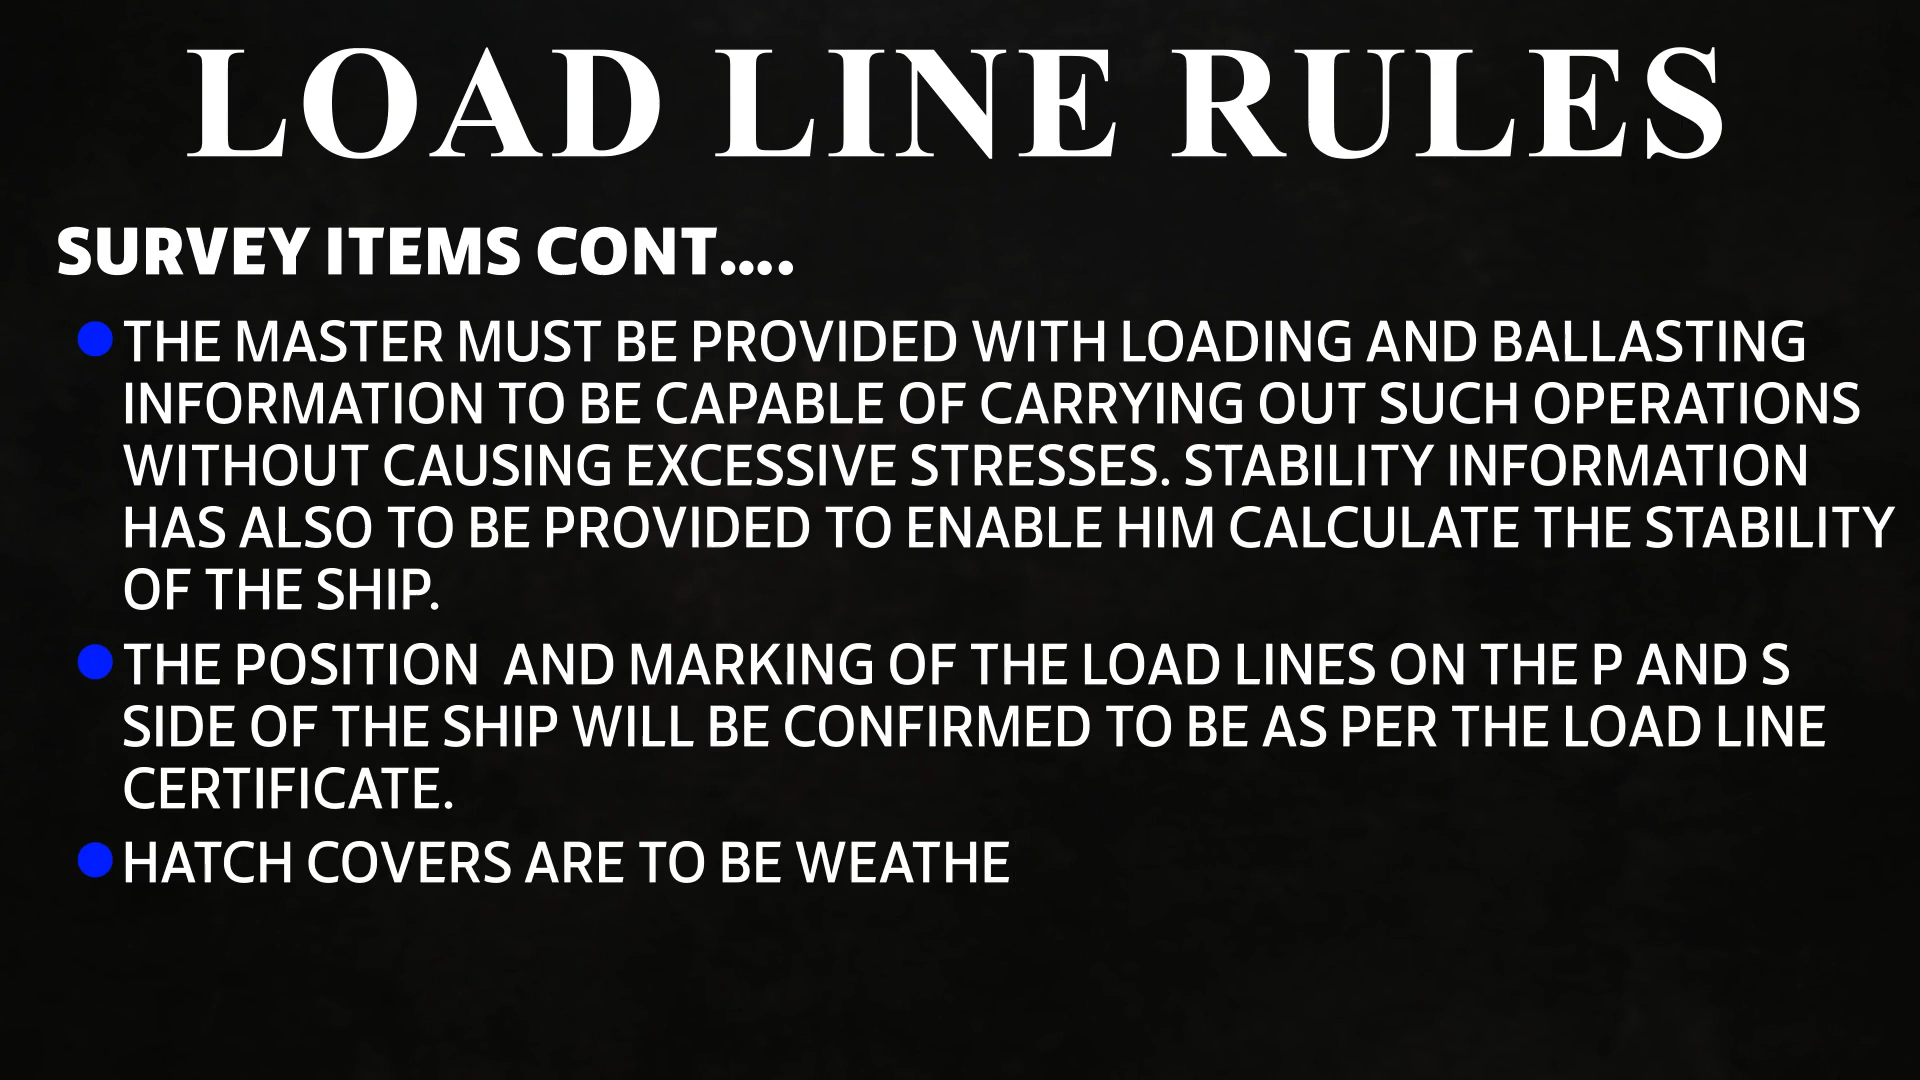 LOAD LINE RULES
SURVEY ITEMS CONT....
THE MASTER MUST BE PROVIDED WITH LOADING AND BALLASTING
INFORMATION TO BE CAPABLE OF CARRYING OUT SUCH OPERATIONS
WITHOUT CAUSING EXCESSIVE STRESSES. STABILITY INFORMATION
HAS ALSO TO BE PROVIDED TO ENABLE HIM CALCULATE THE STABILITY
OF THE SHIP.
THE POSITION  AND MARKING OF THE LOAD LINES ON THE P AND S
SIDE OF THE SHIP WILL BE CONFIRMED TO BE AS PER THE LOAD LINE
CERTIFICATE.
HATCH COVERS ARE TO BE WEATHE